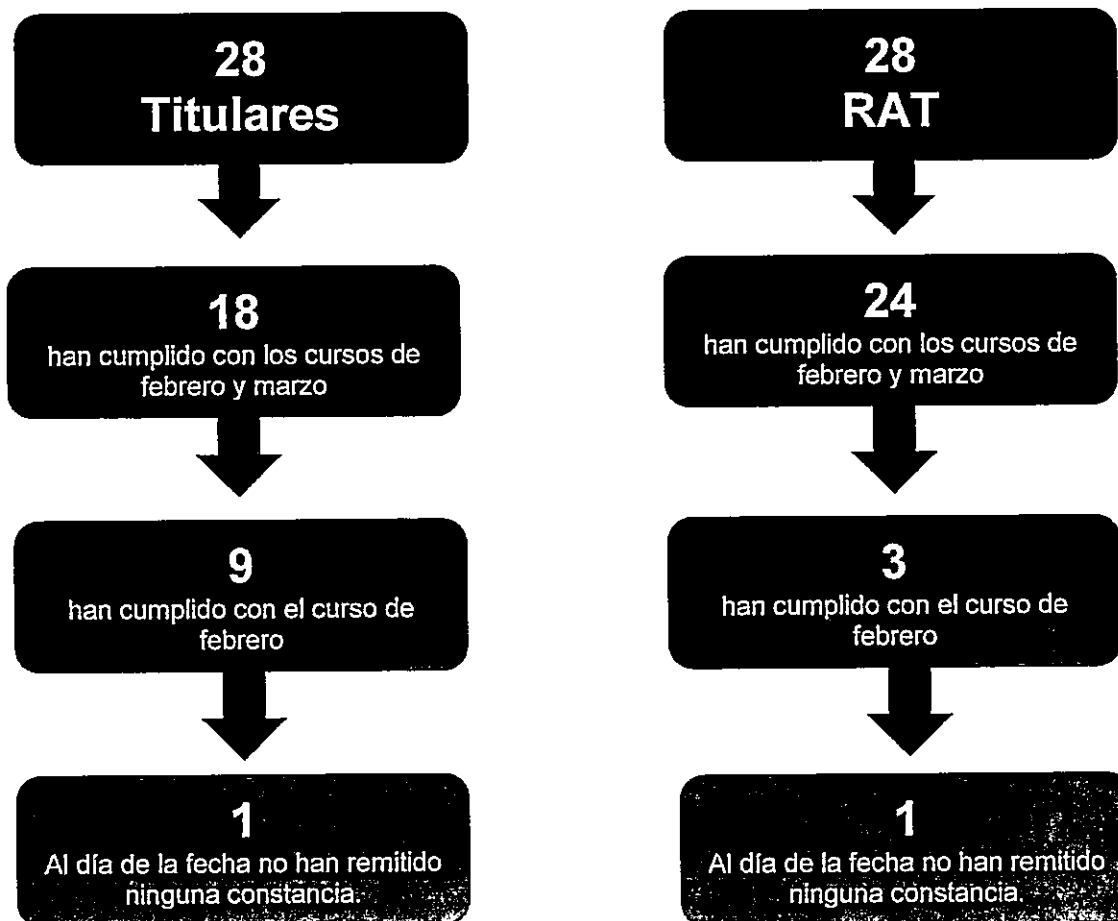 28
Titulares
18
han cumplido con los cursos de
febrero y marzo
9
han cumplido con el curso de
febrero
1
Al día de la fecha no han remitido
ninguna constancia.
28
RAT
24
han cumplido con los cursos de
febrero y marzo
3
han cumplido con el curso de
febrero
1
Al día de la fecha no han remitido
ninguna constancia.